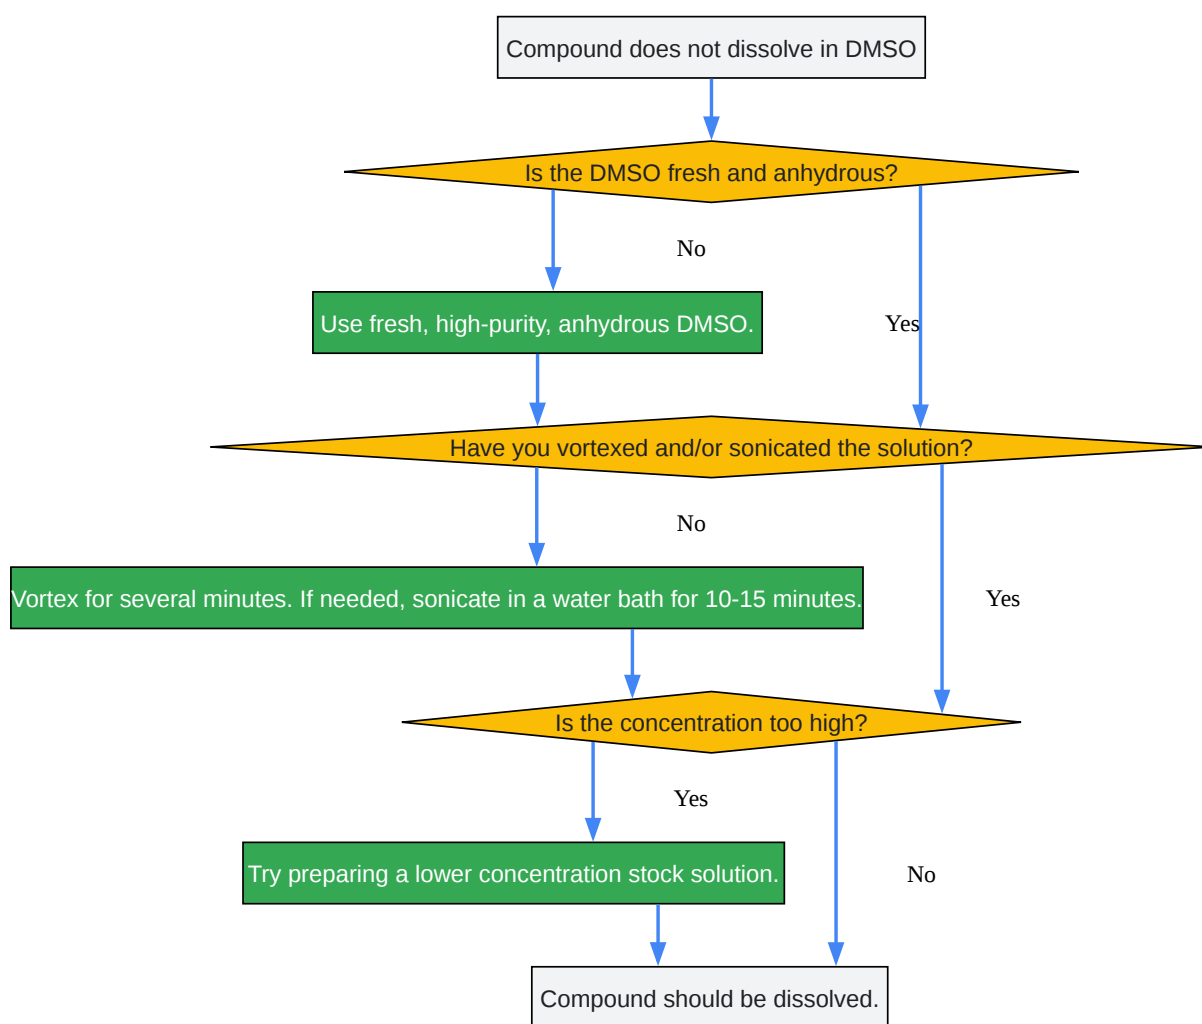 Compound does not dissolve in DMSO
Is the DMSO fresh and anhydrous?
No
Use fresh, high-purity, anhydrous DMSO.
Yes
Have you vortexed and/or sonicated the solution?
No
Vortex for several minutes. If needed, sonicate in a water bath for 10-15 minutes.
Yes
Is the concentration too high?
Yes
Try preparing a lower concentration stock solution.
No
Compound should be dissolved.